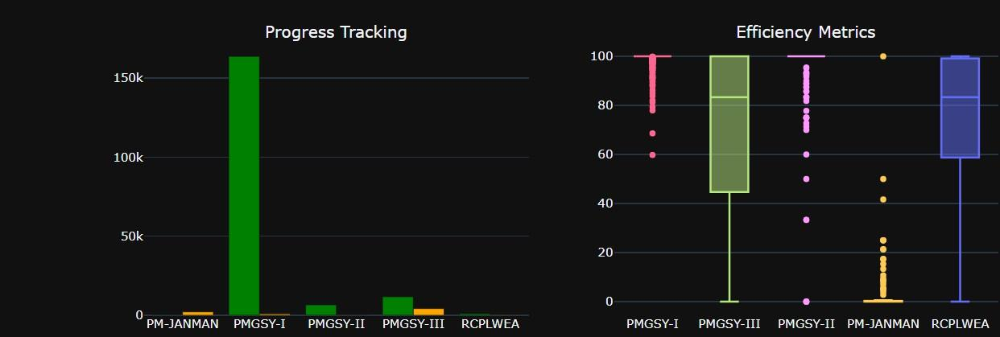 Progress Tracking
150k
100k
50k
0
PM-JANMAN PMGSY-I PMGSY-II PMGSY-III RCPLWEA
Efficiency Metrics
100
80
60
40
20
0
PMGSY-I PMGSY-III PMGSY-II PM-JANMAN RCPLWEA